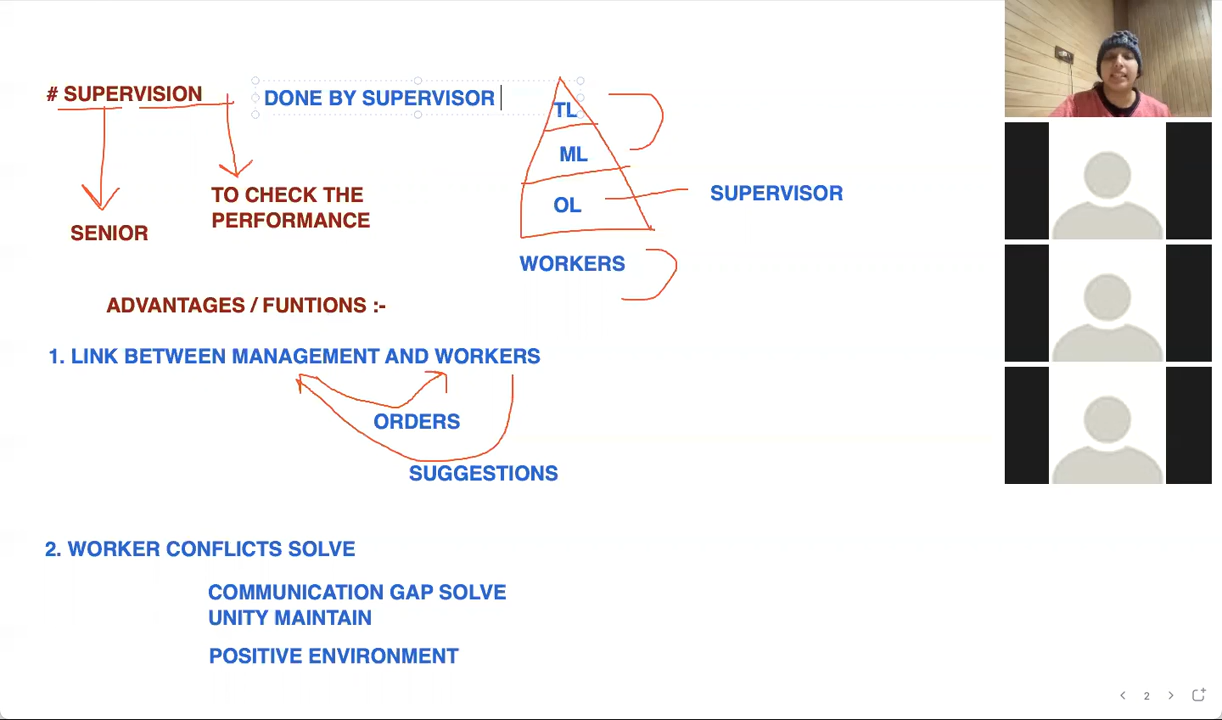 # SUPERVISION
DONE BY SUPERVISOR
TL
ML
OL
SUPERVISOR
WORKERS
TO CHECK THE
PERFORMANCE
SENIOR
ADVANTAGES / FUNTIONS :-
1. LINK BETWEEN MANAGEMENT AND WORKERS
ORDERS
SUGGESTIONS
2. WORKER CONFLICTS SOLVE
COMMUNICATION GAP SOLVE
UNITY MAINTAIN
POSITIVE ENVIRONMENT
2